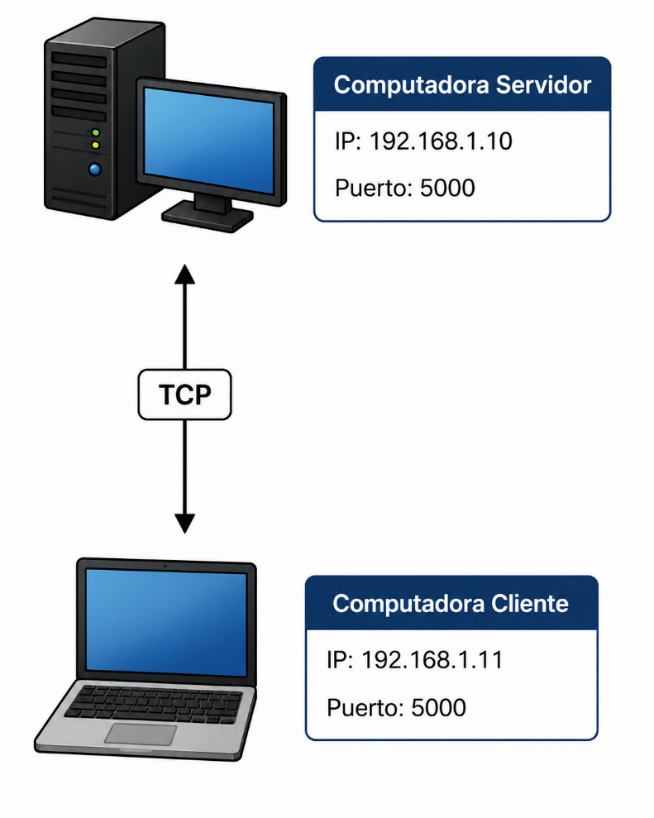 Computadora Servidor
IP: 192.168.1.10
Puerto: 5000
TCP
Computadora Cliente
IP: 192.168.1.11
Puerto: 5000